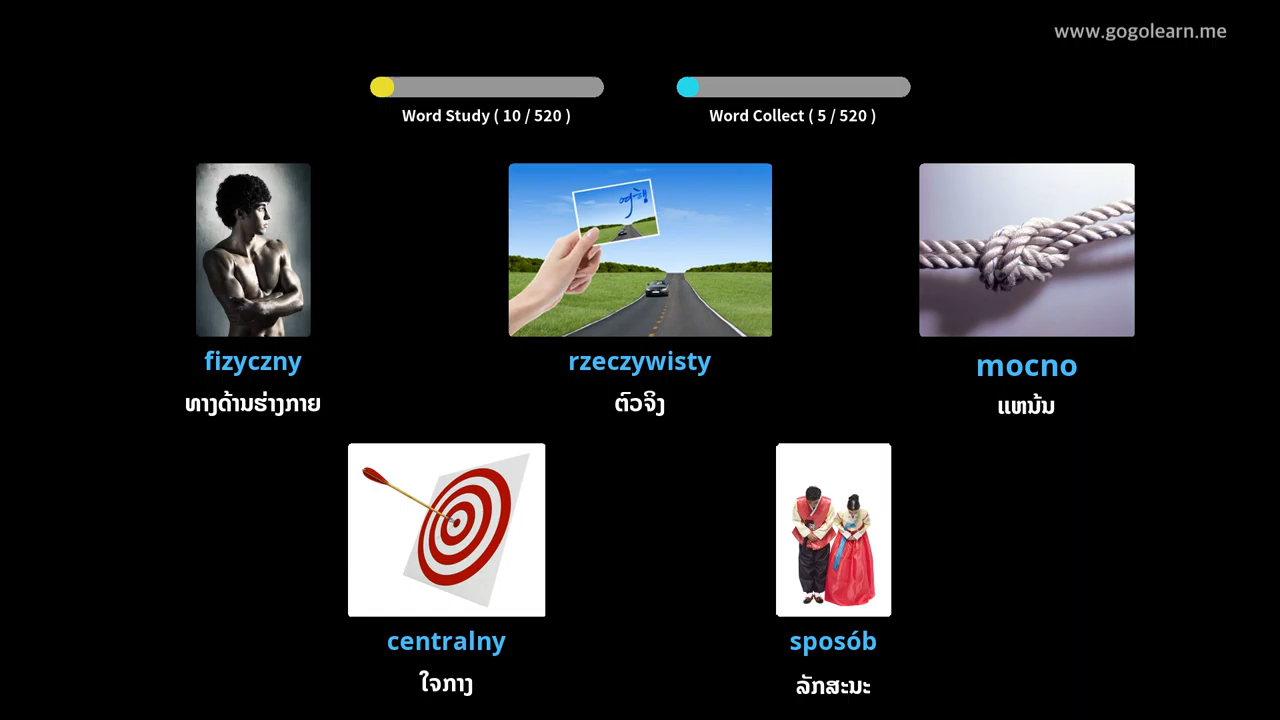 www.gogolearn.me
Word Study ( 10 / 520 )
Word Collect ( 5 / 520 )
여행
fizyczny
rzeczywisty
mocno
ທາງດ້ານຮ່າງກາຍ
ຕົວຈິງ
ແຫນ້ນ
centralny
sposób
ໃຈກາງ
ລັກສະນະ